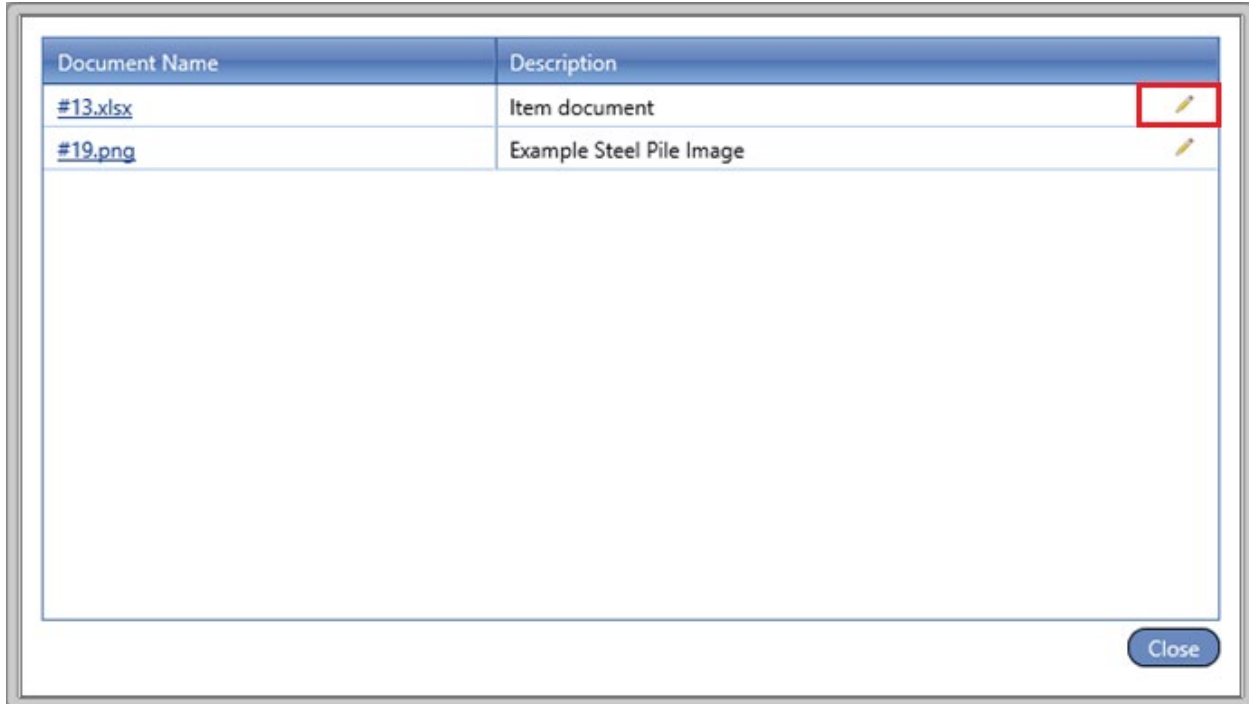 Document Name Description
#13.xlsx Item document
#19.png Example Steel Pile Image
Close